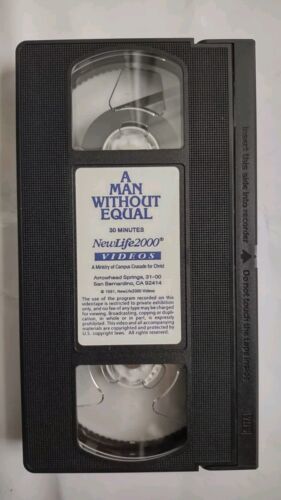 A
MAN
WITHOUT
EQUAL
30 MINUTES
NewLife2000®
VIDEOS
A Ministry of Campus Crusade for Christ
Arrowhead Springs, 31-00
San Bernardino, CA 92414
© 1991, NewLife2000 Videos
The use of the program recorded on this
videotape is restricted to private exhibition
only, and no fee of any type may be charged
for viewing. Broadcasting, copying or dupli-
cation, in whole or in part, is expressly
prohibited. This video and all accompanying
materials are copyrighted and protected by
U.S. copyright laws. All rights reserved.
Insert this side into recorder
Do not touch the tape inside
VHS